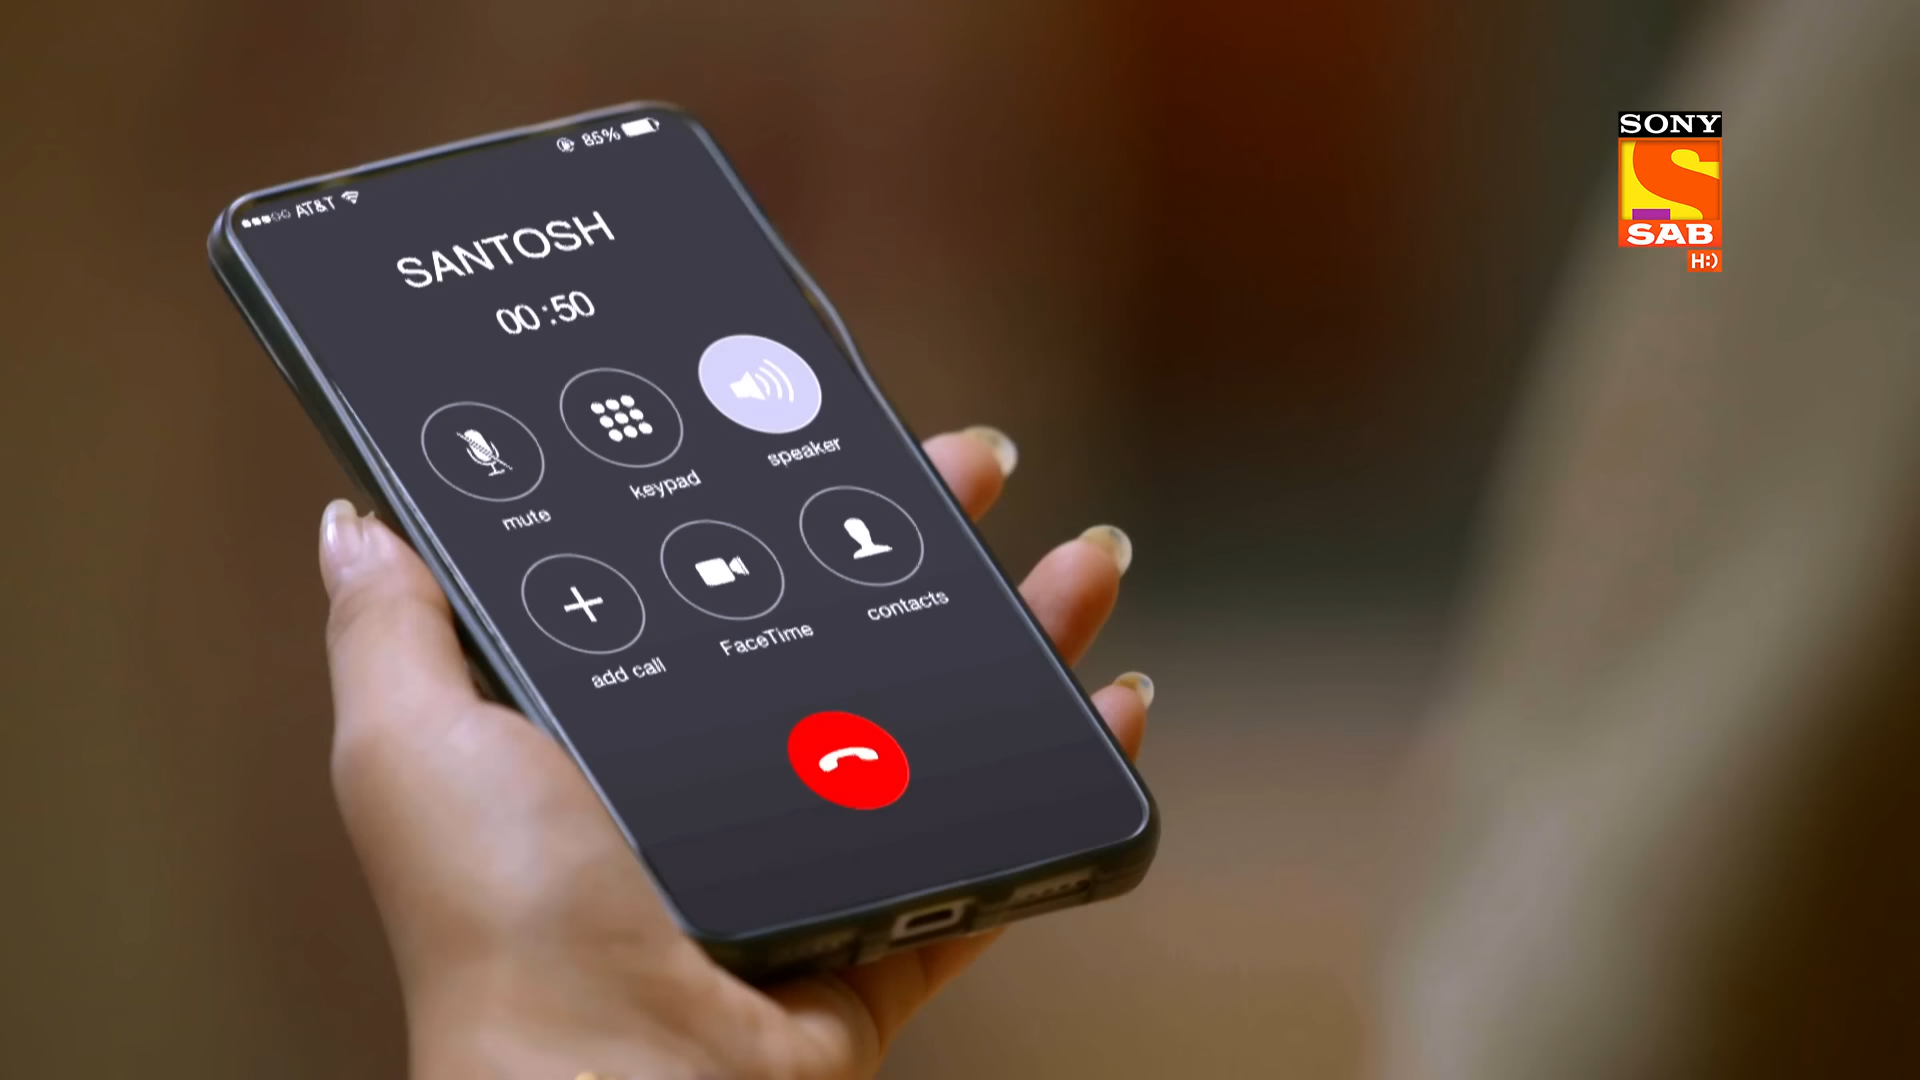 AT&T
85%
SANTOSH
00:50
mute
keypad
speaker
add call
FaceTime
contacts
SONY
SAB
H:)